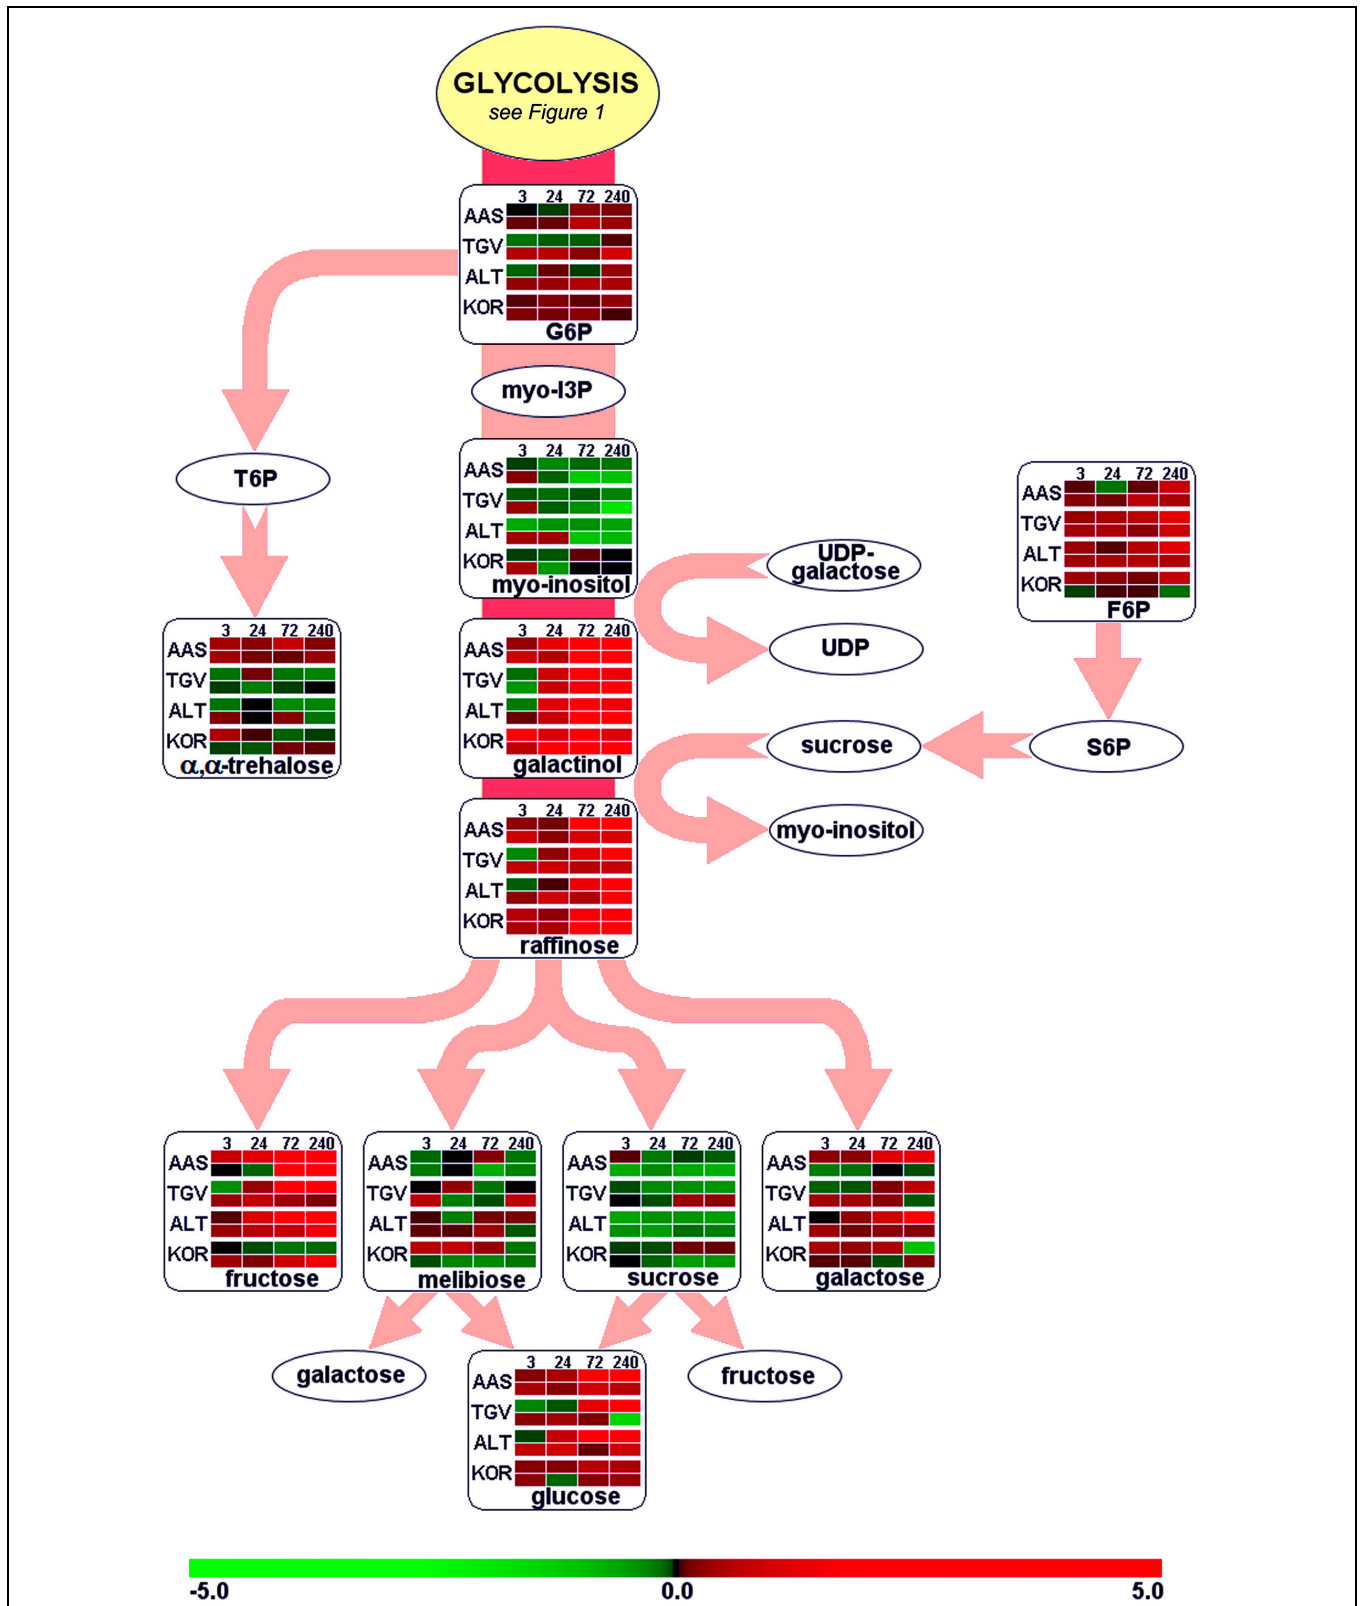 GLYCOLYSIS
see Figure 1
3 24 72 240
AAS
TGV
ALT
KOR
G6P
myo-I3P
T6P
3 24 72 240
AAS
TGV
ALT
KOR
myo-inositol
UDP-
galactose
UDP
3 24 72 240
AAS
TGV
ALT
KOR
F6P
3 24 72 240
AAS
TGV
ALT
KOR
α,α-trehalose
3 24 72 240
AAS
TGV
ALT
KOR
galactinol
sucrose
S6P
myo-inositol
3 24 72 240
AAS
TGV
ALT
KOR
raffinose
3 24 72 240
AAS
TGV
ALT
KOR
fructose
3 24 72 240
AAS
TGV
ALT
KOR
melibiose
3 24 72 240
AAS
TGV
ALT
KOR
sucrose
3 24 72 240
AAS
TGV
ALT
KOR
galactose
galactose
3 24 72 240
AAS
TGV
ALT
KOR
glucose
fructose
-5.0 0.0 5.0